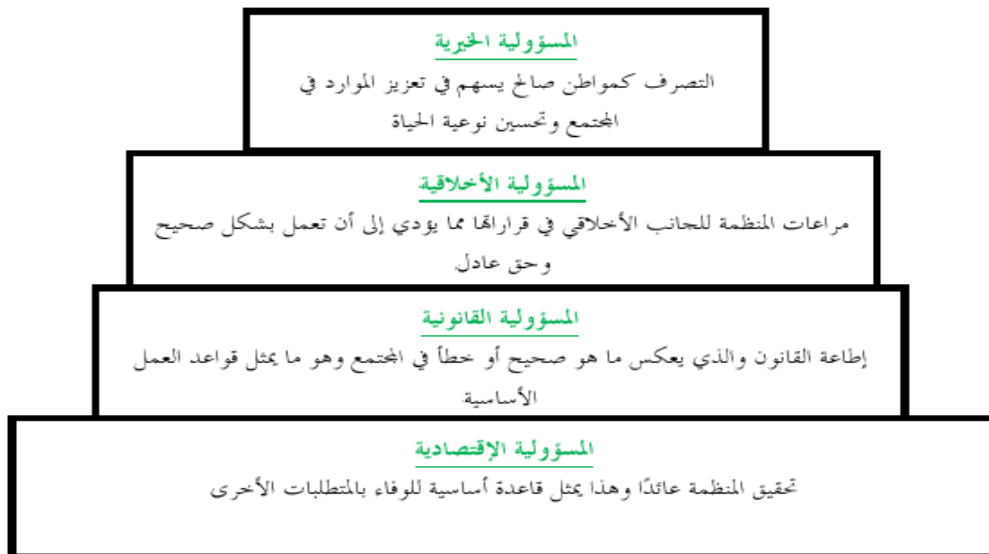 المسؤولية الخيرية
التصرف كمواطن صالح يسهم في تعزيز الموارد في
المجتمع وتحسين نوعية الحياة
المسؤولية الأخلاقية
مراعات المنظمة للجانب الأخلاقي في قراراتها مما يؤدي إلى أن تعمل بشكل صحيح
وحق عادل
المسؤولية القانونية
إطاعة القانون والذي يعكس ما هو صحيح أو خطأ في المجتمع وهو ما يمثل قواعد العمل
الأساسية
المسؤولية الإقتصادية
تحقيق المنظمة عائدًا وهذا يمثل قاعدة أساسية للوفاء بالمتطلبات الأخرى